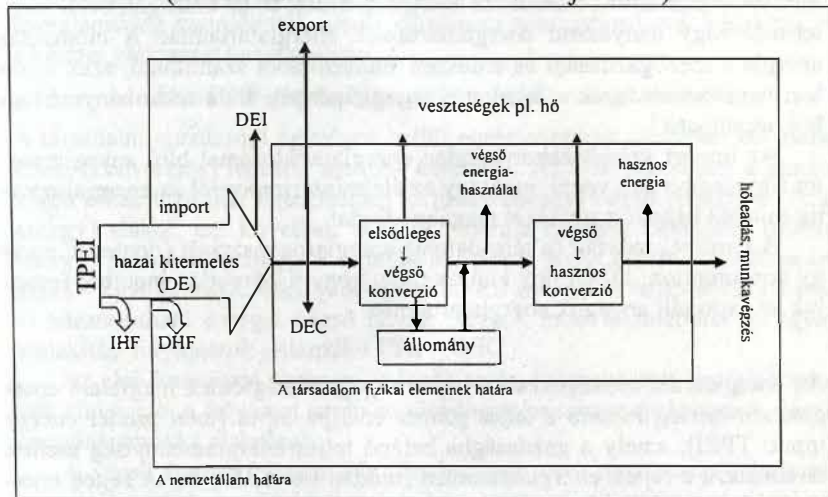 export
DEI
veszteségek pl. hő
végső
energia-
használat
hasznos
energia
import
hazai kitermelés
(DE)
TPEI
IHF
DHF
elsődleges
végső
konverzió
végső
hasznos
konverzió
hőleadás, munkavépzés
DEC
állomány
A társadalom fizikai elemeinek határa
A nemzetállam határa